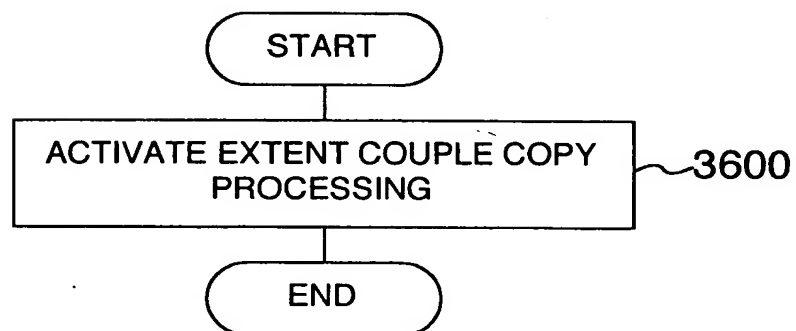 START
ACTIVATE EXTENT COUPLE COPY
PROCESSING
3600
END